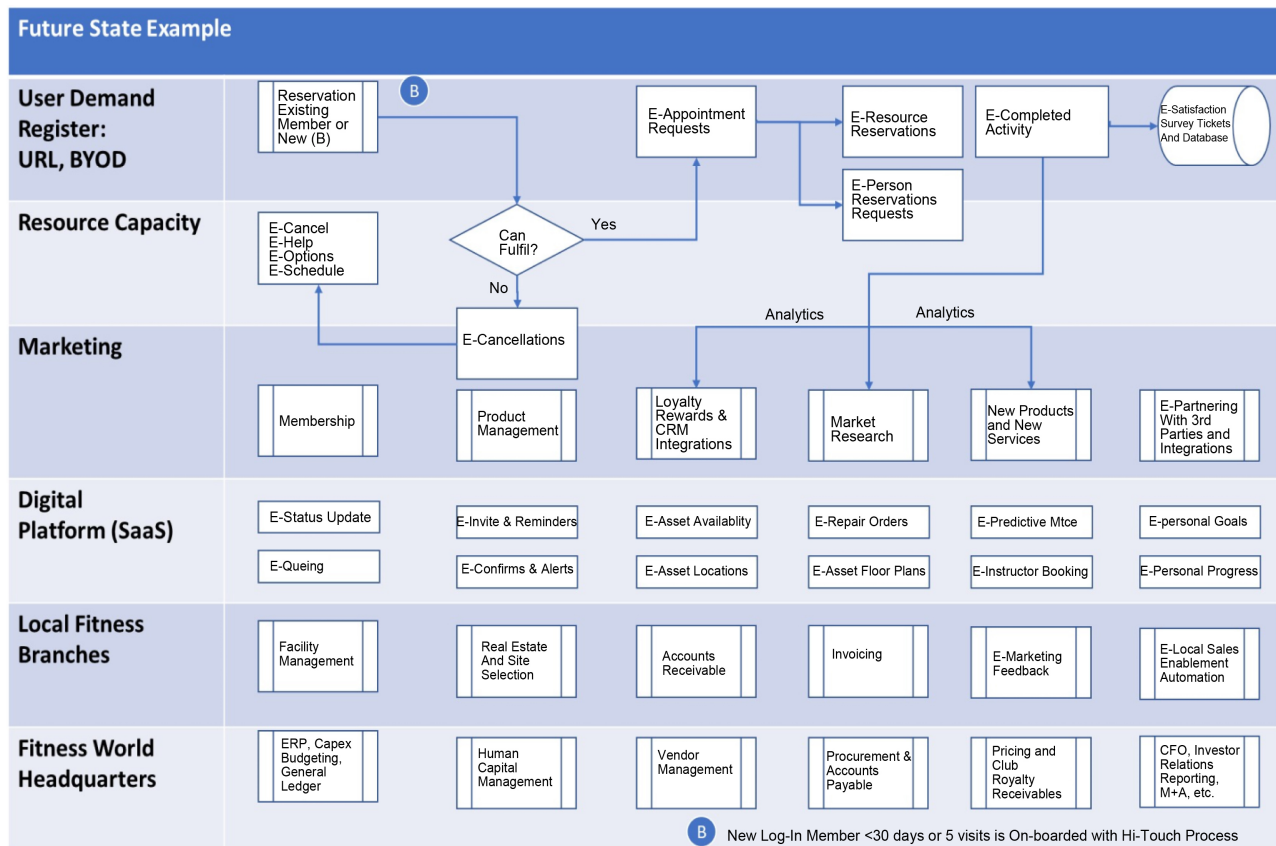 Future State Example
User Demand
Register:
URL, BYOD
Reservation
Existing
Member or
New (B)
B
E-Appointment
Requests
E-Resource
Reservations
E-Person
Reservations
Requests
E-Completed
Activity
E-Satisfaction
Survey Tickets
And Database
Resource Capacity
E-Cancel
E-Help
E-Options
E-Schedule
Can
Fulfil?
Yes
No
E-Cancellations
Analytics
Analytics
Marketing
Membership
Product
Management
Loyalty
Rewards &
CRM
Integrations
Market
Research
New Products
and New
Services
E-Partnering
With 3rd
Parties and
Integrations
Digital
Platform (SaaS)
E-Status Update
E-Invite & Reminders
E-Asset Availablity
E-Repair Orders
E-Predictive Mtce
E-personal Goals
E-Queing
E-Confirms & Alerts
E-Asset Locations
E-Asset Floor Plans
E-Instructor Booking
E-Personal Progress
Local Fitness
Branches
Facility
Management
Real Estate
And Site
Selection
Accounts
Receivable
Invoicing
E-Marketing
Feedback
E-Local Sales
Enablement
Automation
Fitness World
Headquarters
ERP, Capex
Budgeting,
General
Ledger
Human
Capital
Management
Vendor
Management
Procurement &
Accounts
Payable
Pricing and
Club
Royalty
Receivables
CFO, Investor
Relations
Reporting,
M+A, etc.
B New Log-In Member <30 days or 5 visits is On-boarded with Hi-Touch Process